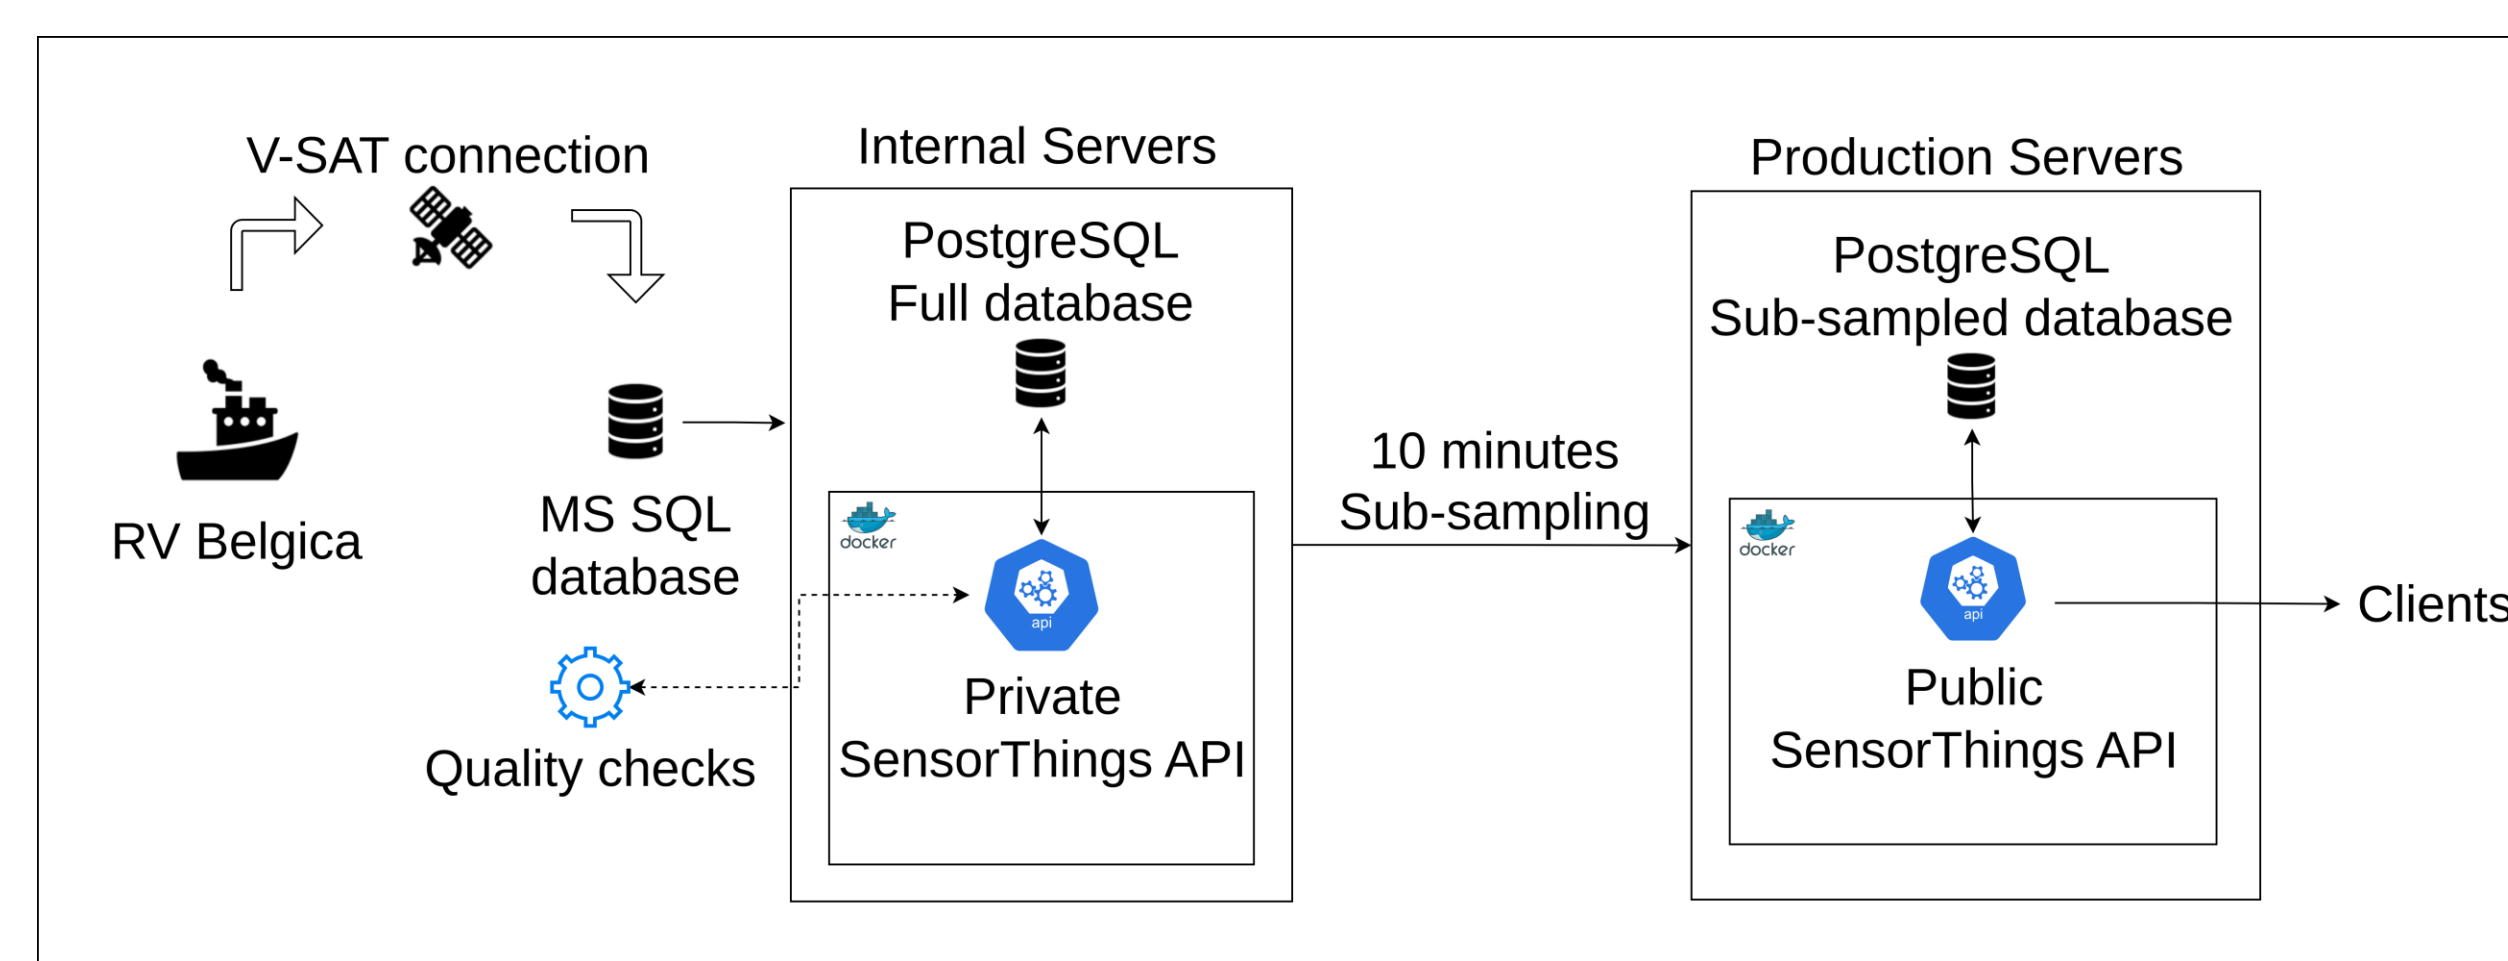 V-SAT connection
RV Belgica
MS SQL
database
Quality checks
Internal Servers
PostgreSQL
Full database
docker
api
Private
SensorThings API
10 minutes
Sub-sampling
Production Servers
PostgreSQL
Sub-sampled database
docker
api
Public
SensorThings API
Clients